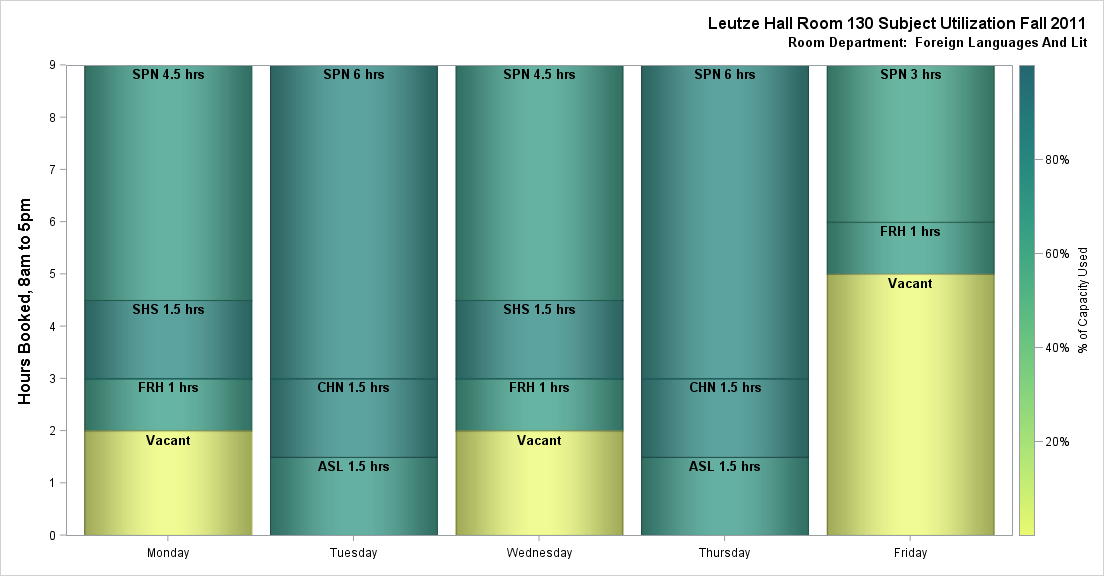 Leutze Hall Room 130 Subject Utilization Fall 2011
Room Department:  Foreign Languages And Lit
Hours Booked, 8am to 5pm
9
8
7
6
5
4
3
2
1
0
SPN 4.5 hrs
SHS 1.5 hrs
FRH 1 hrs
Vacant
SPN 6 hrs
CHN 1.5 hrs
ASL 1.5 hrs
SPN 4.5 hrs
SHS 1.5 hrs
FRH 1 hrs
Vacant
SPN 6 hrs
CHN 1.5 hrs
ASL 1.5 hrs
SPN 3 hrs
FRH 1 hrs
Vacant
Monday
Tuesday
Wednesday
Thursday
Friday
80%
60%
40%
20%
% of Capacity Used